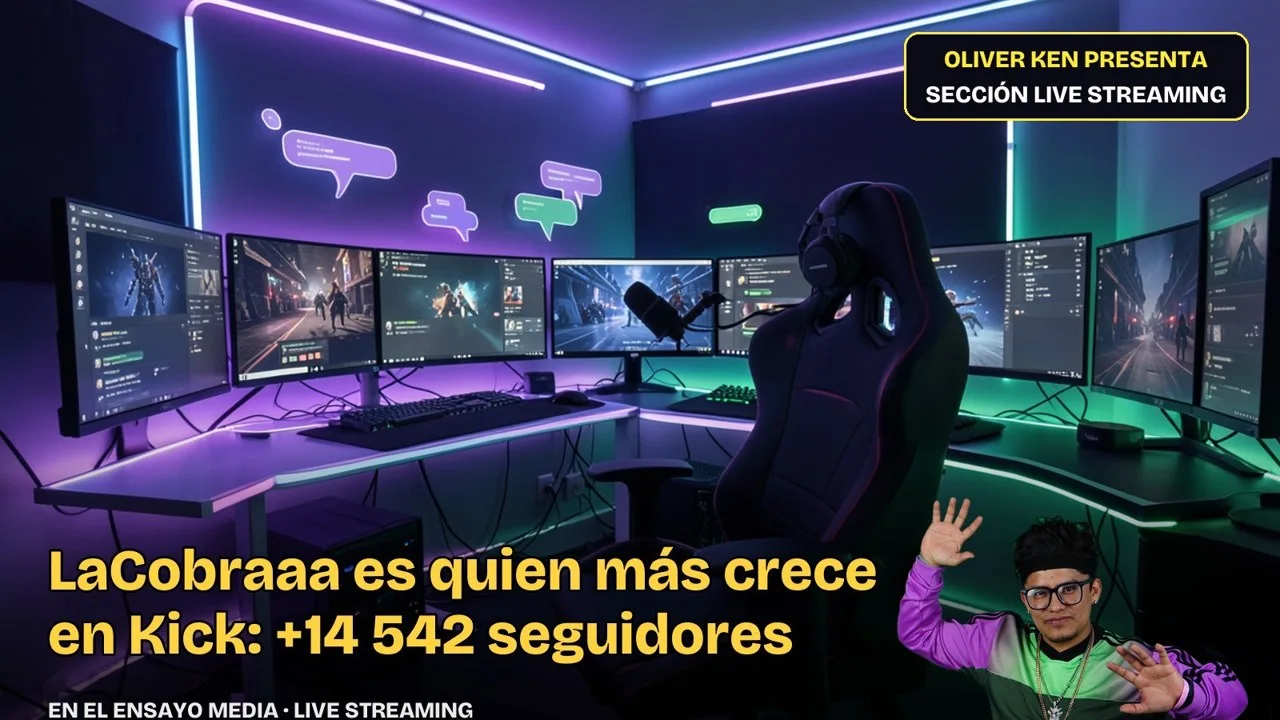 OLIVER KEN PRESENTA
SECCIÓN LIVE STREAMING
LaCobraaa es quien más crece
en Kick: +14 542 seguidores
EN EL ENSAYO MEDIA · LIVE STREAMING